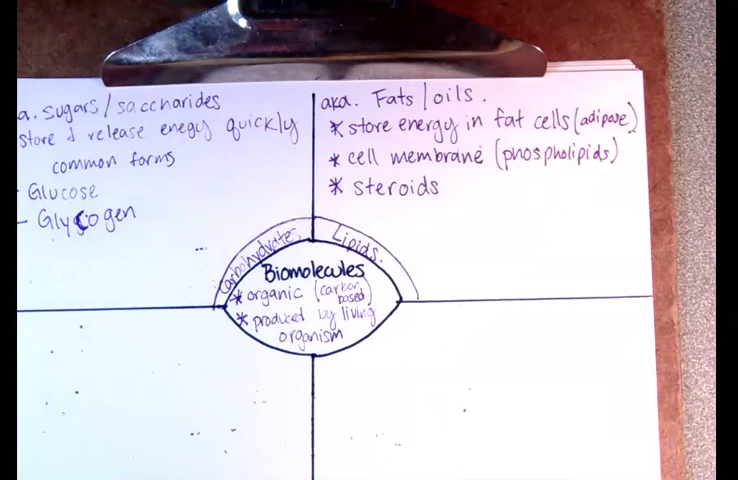 a. Sugars/saccharides
store & release enegy quickly
common forms
- Glucose
- Glycogen
aka. Fats/oils.
* store energy in fat cells (adipose)
* cell membrane (phospholipids)
* steroids
Carbohydrates
Lipids.
Biomolecules
* organic (carbon based)
* produced by living
organism